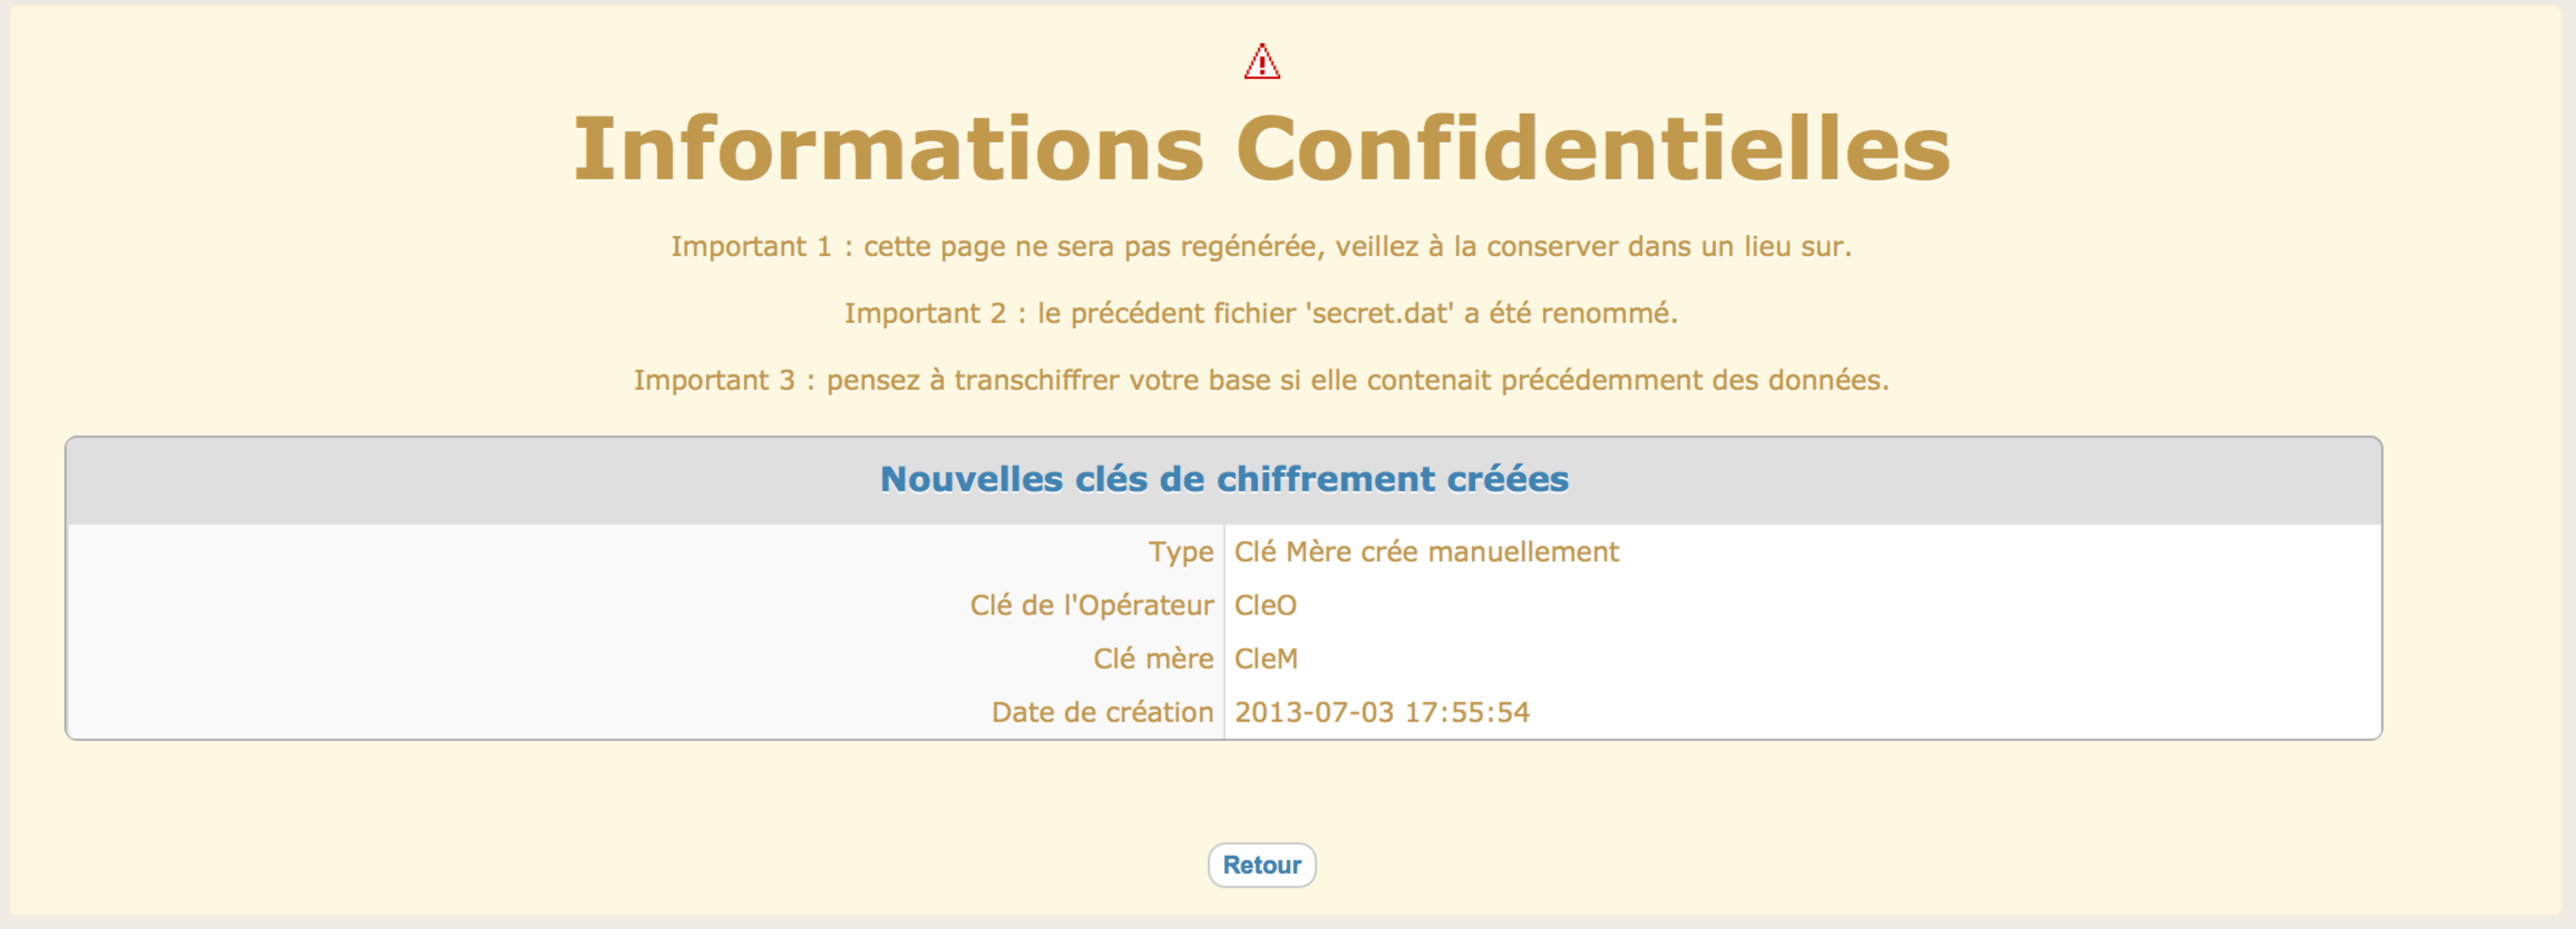 Informations Confidentielles
Important 1 : cette page ne sera pas regénérée, veillez à la conserver dans un lieu sur.
Important 2 : le précédent fichier 'secret.dat' a été renommé.
Important 3 : pensez à transchiffrer votre base si elle contenait précédemment des données.
Nouvelles clés de chiffrement créées
Type Clé Mère crée manuellement
Clé de l'Opérateur CleO
Clé mère CleM
Date de création 2013-07-03 17:55:54
Retour